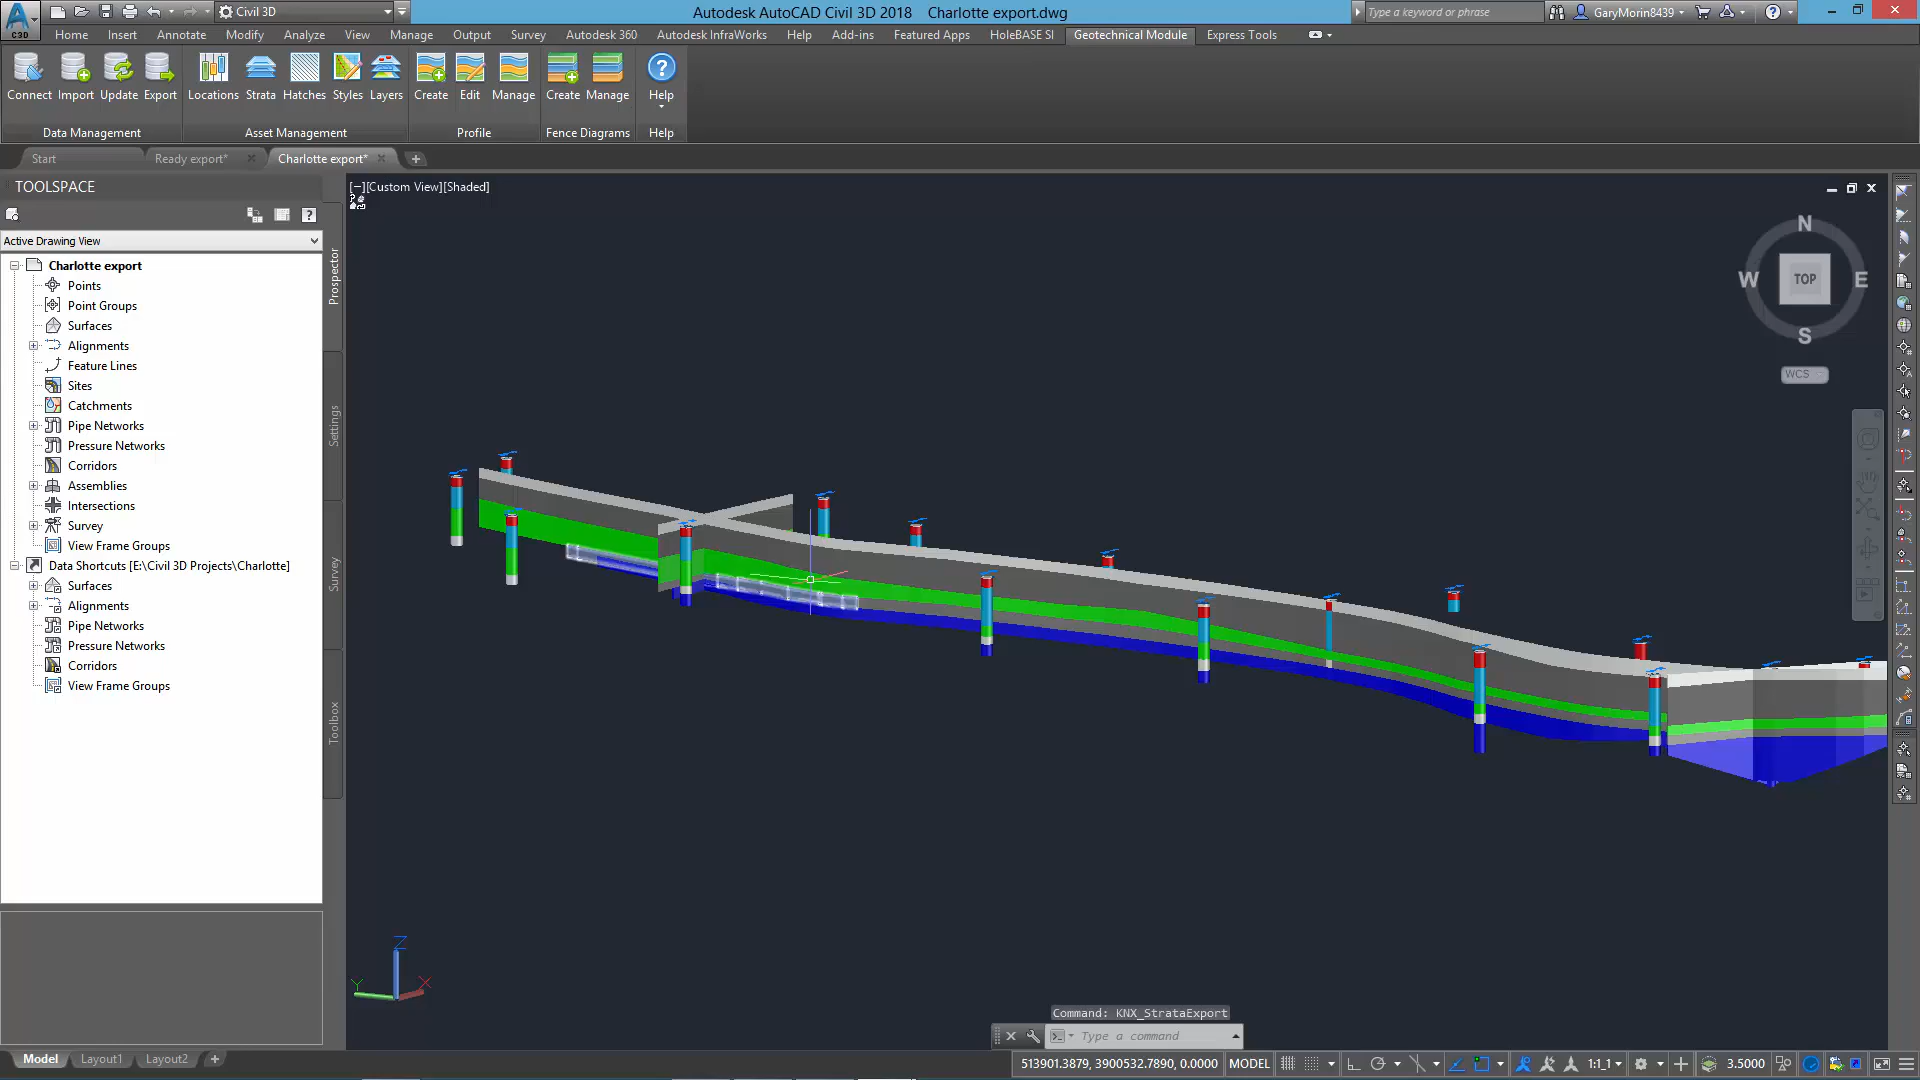 Civil 3D
Autodesk AutoCAD Civil 3D 2018 Charlotte export.dwg
Type a keyword or phrase
GaryMorin8439
C3D
Home Insert Annotate Modify Analyze View Manage Output Survey Autodesk 360 Autodesk InfraWorks Help Add-ins Featured Apps HoleBASE SI Geotechnical Module Express Tools
Connect Import Update Export Locations Strata Hatches Styles Layers Create Edit Manage Create Manage Help
Data Management Asset Management Profile Fence Diagrams Help
Start Ready export* Charlotte export*
TOOLSPACE
[−][Custom View][Shaded]
Active Drawing View
Charlotte export
Points
Point Groups
Surfaces
Alignments
Feature Lines
Sites
Catchments
Pipe Networks
Pressure Networks
Corridors
Assemblies
Intersections
Survey
View Frame Groups
Data Shortcuts [E:\Civil 3D Projects\Charlotte]
Surfaces
Alignments
Pipe Networks
Pressure Networks
Corridors
View Frame Groups
Prospector
Settings
Survey
Toolbox
N
W TOP E
S
WCS
Z
Y X
Command: KNX_StrataExport
Type a command
Model Layout1 Layout2
513901.3879, 3900532.7890, 0.0000 MODEL 1:1.1 3.5000